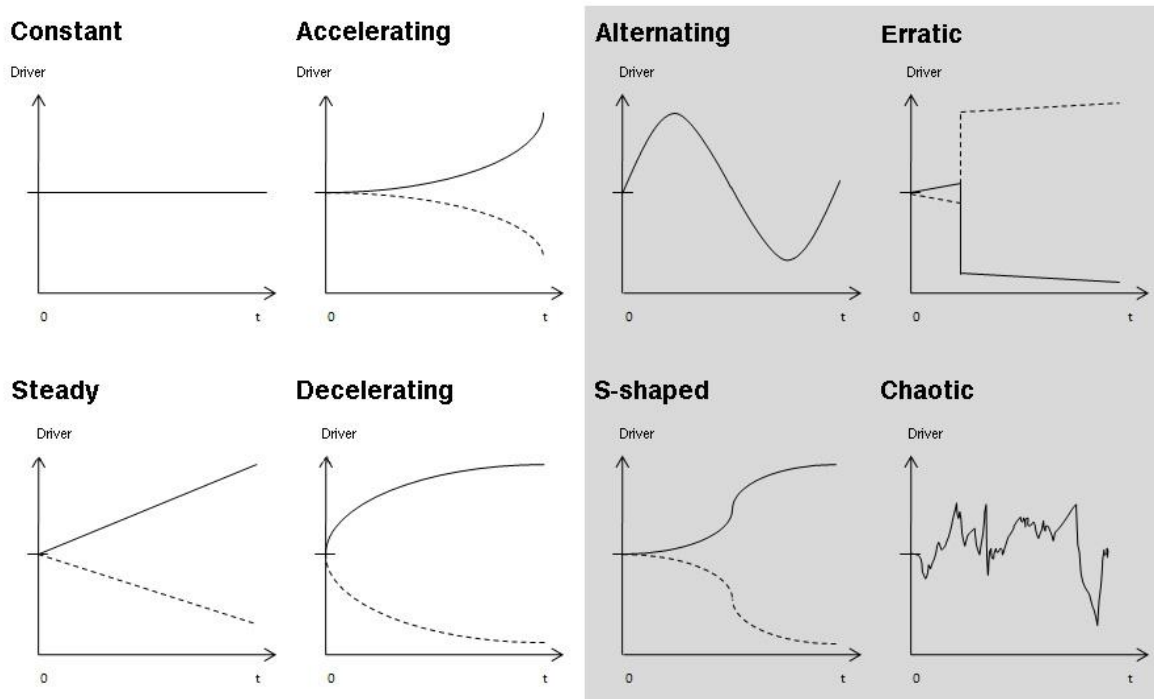 Constant
Accelerating
Alternating
Erratic
Driver
Driver
Driver
Driver
0
t
0
t
0
t
0
t
Steady
Decelerating
S-shaped
Chaotic
Driver
Driver
Driver
Driver
0
t
0
t
0
t
0
t